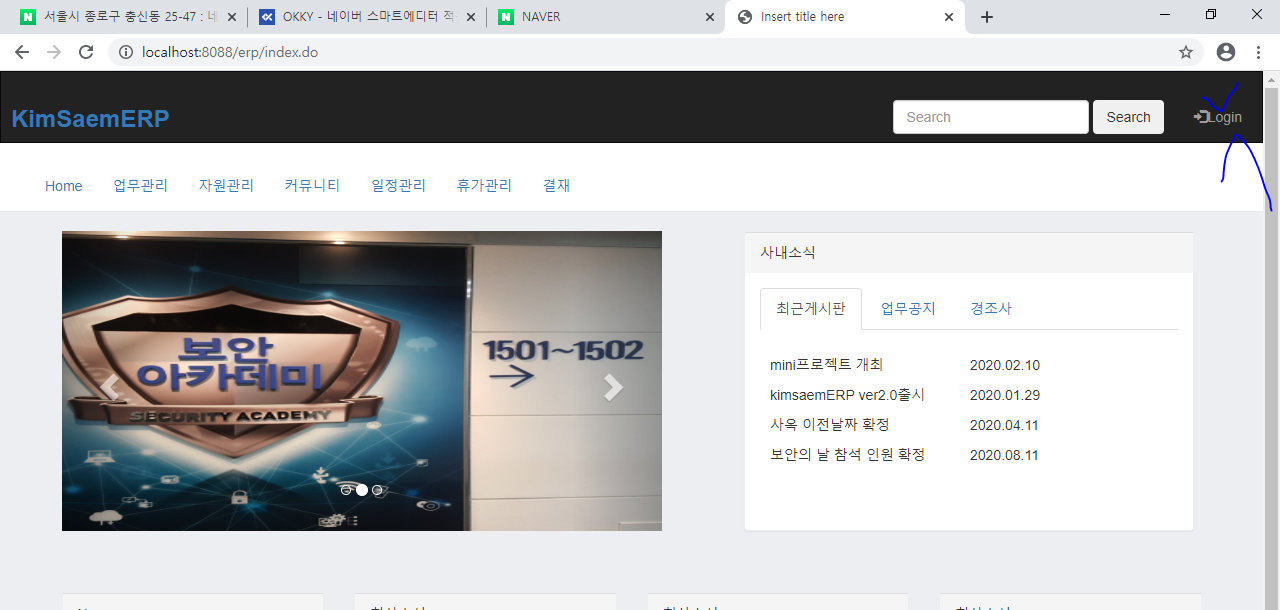 서울시 종로구 충신동 25-47 : 네
OKKY - 네이버 스마트에디터 적
NAVER
Insert title here
localhost:8088/erp/index.do
KimSaemERP
Search
Search
Login
Home
업무관리
자원관리
커뮤니티
일정관리
휴가관리
결재
보안
아카데미
SECURITY ACADEMY
1501~1502
사내소식
최근게시판
업무공지
경조사
mini프로젝트 개최 2020.02.10
kimsaemERP ver2.0출시 2020.01.29
사옥 이전날짜 확정 2020.04.11
보안의 날 참석 인원 확정 2020.08.11